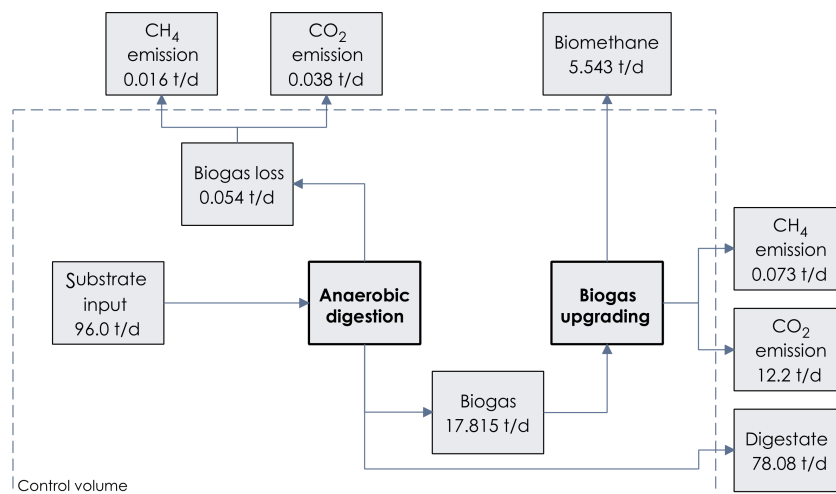 CH4
emission
0.016 t/d
CO2
emission
0.038 t/d
Biomethane
5.543 t/d
Biogas loss
0.054 t/d
CH4
emission
0.073 t/d
Substrate
input
96.0 t/d
Anaerobic
digestion
Biogas
upgrading
CO2
emission
12.2 t/d
Biogas
17.815 t/d
Digestate
78.08 t/d
Control volume